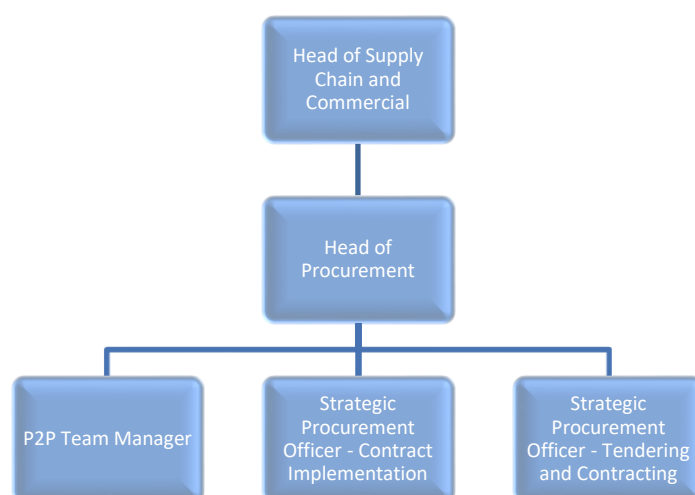 Head of Supply
Chain and
Commercial
Head of
Procurement
P2P Team Manager
Strategic
Procurement
Officer - Contract
Implementation
Strategic
Procurement
Officer - Tendering
and Contracting